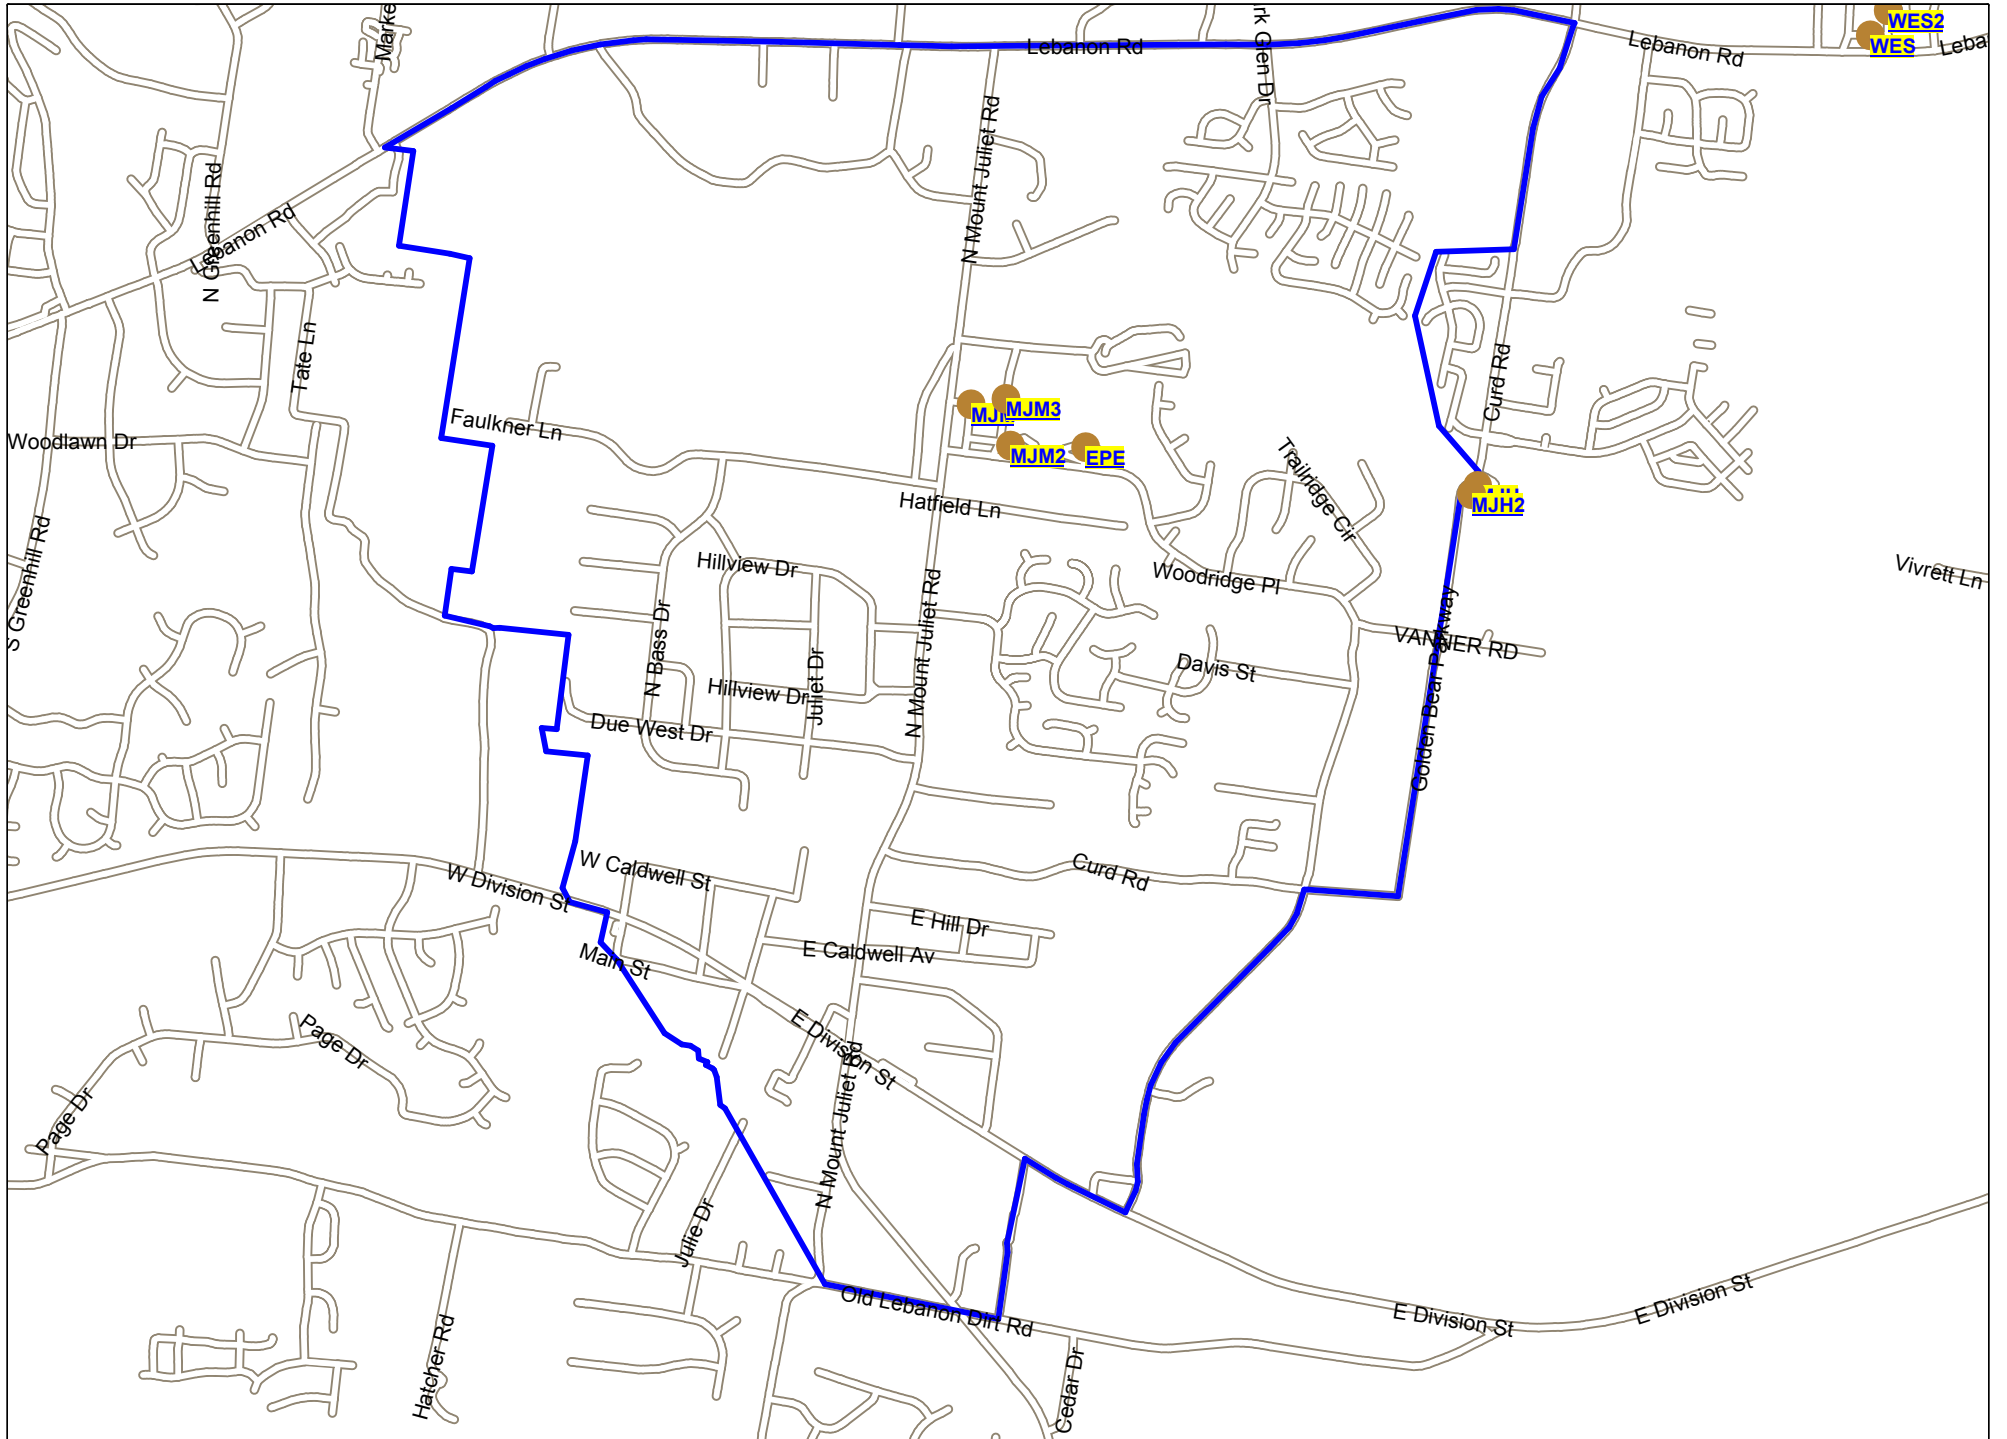 WES2
WES
Leba
Lebanon Rd
Lebanon Rd
Marke
rk Glen Dr
N Mount Juliet Rd
N Greenhill Rd
Lebanon Rd
Tate Ln
Curd Rd
Faulkner Ln
MJM3
Woodlawn Dr
MJM2
EPE
Trailridge Cir
MJH2
Hatfield Ln
S Greenhill Rd
Hillview Dr
Woodridge Pl
Vivrett Ln
N Bass Dr
N Mount Juliet Rd
VANNER RD
Golden Bear Parkway
Davis St
Juliet Dr
Hillview Dr
Due West Dr
W Caldwell St
Curd Rd
W Division St
E Hill Dr
E Caldwell Av
Main St
E Division St
Page Dr
Page Dr
N Mount Juliet Rd
Julie Dr
Old Lebanon Dirt Rd
E Division St
E Division St
Hatcher Rd
Cedar Dr